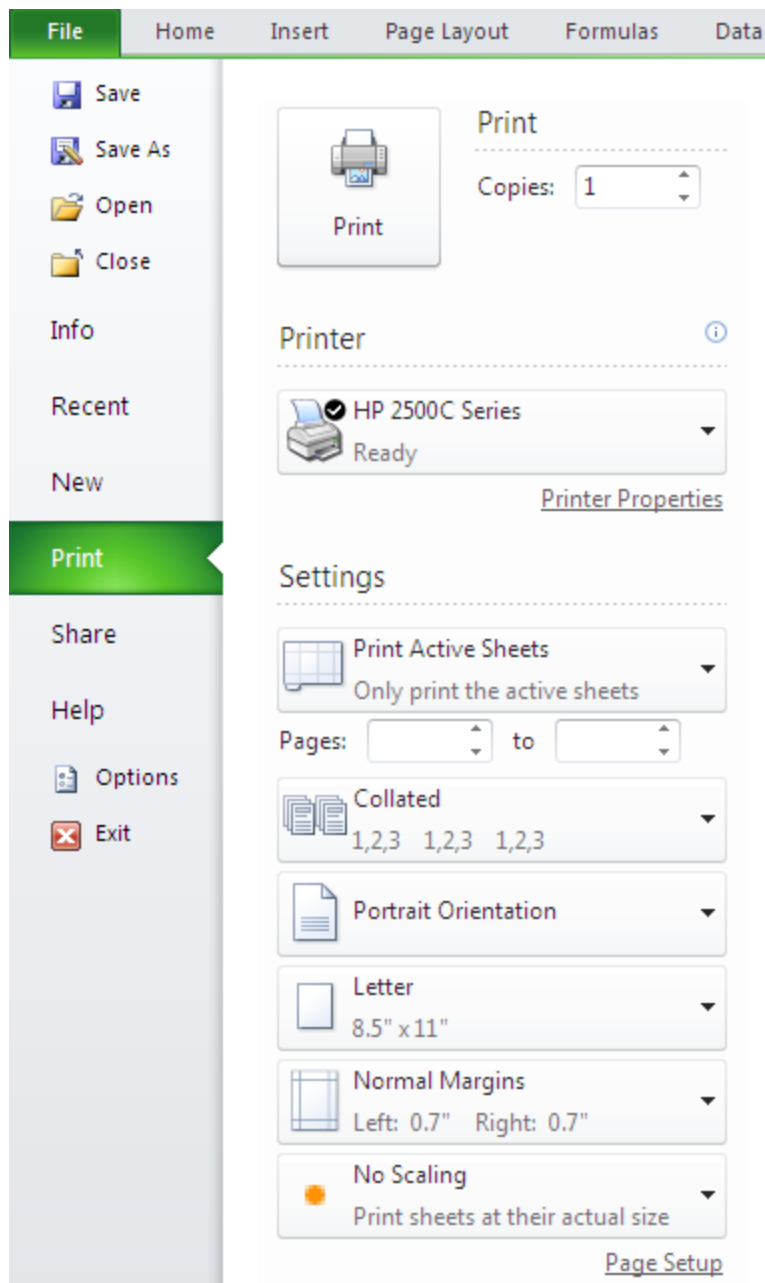 File Home Insert Page Layout Formulas Data
Save
Save As
Open
Close
Info
Recent
New
Print
Share
Help
Options
Exit
Print
Print
Copies: 1
Printer
HP 2500C Series
Ready
Printer Properties
Settings
Print Active Sheets
Only print the active sheets
Pages: to
Collated
1,2,3 1,2,3 1,2,3
Portrait Orientation
Letter
8.5" x 11"
Normal Margins
Left: 0.7" Right: 0.7"
No Scaling
Print sheets at their actual size
Page Setup